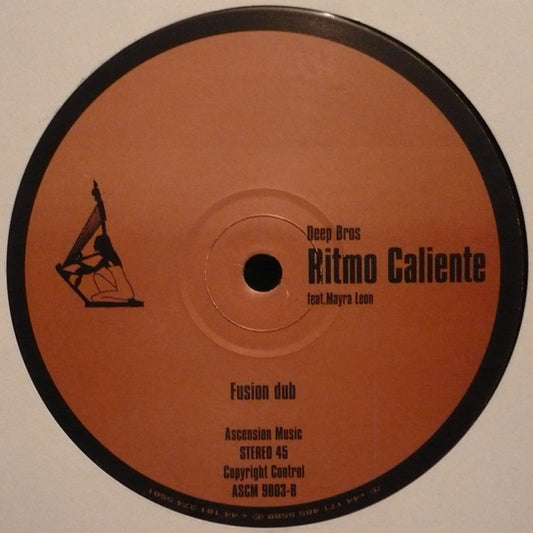 Deep Bros
Ritmo Caliente
feat.Mayra Leon
Fusion dub
Ascension Music
STEREO 45
Copyright Control
ASCM 9003-B